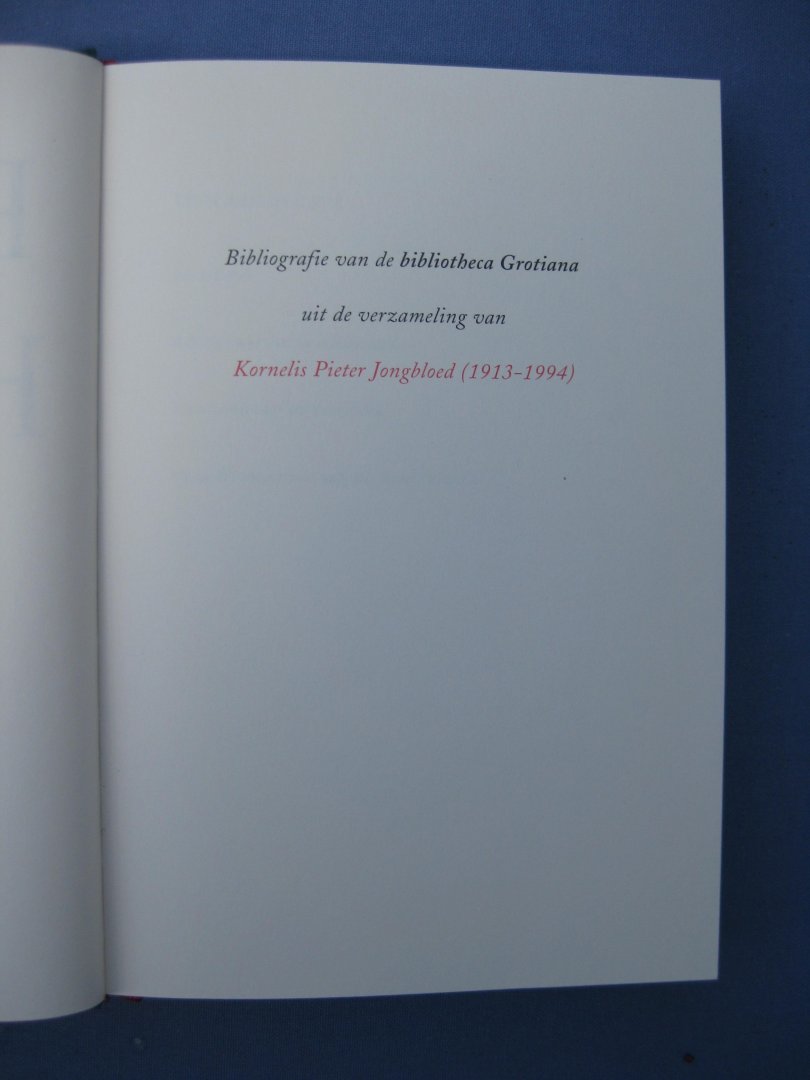 Bibliografie van de bibliotheca Grotiana
uit de verzameling van
Kornelis Pieter Jongbloed (1913–1994)